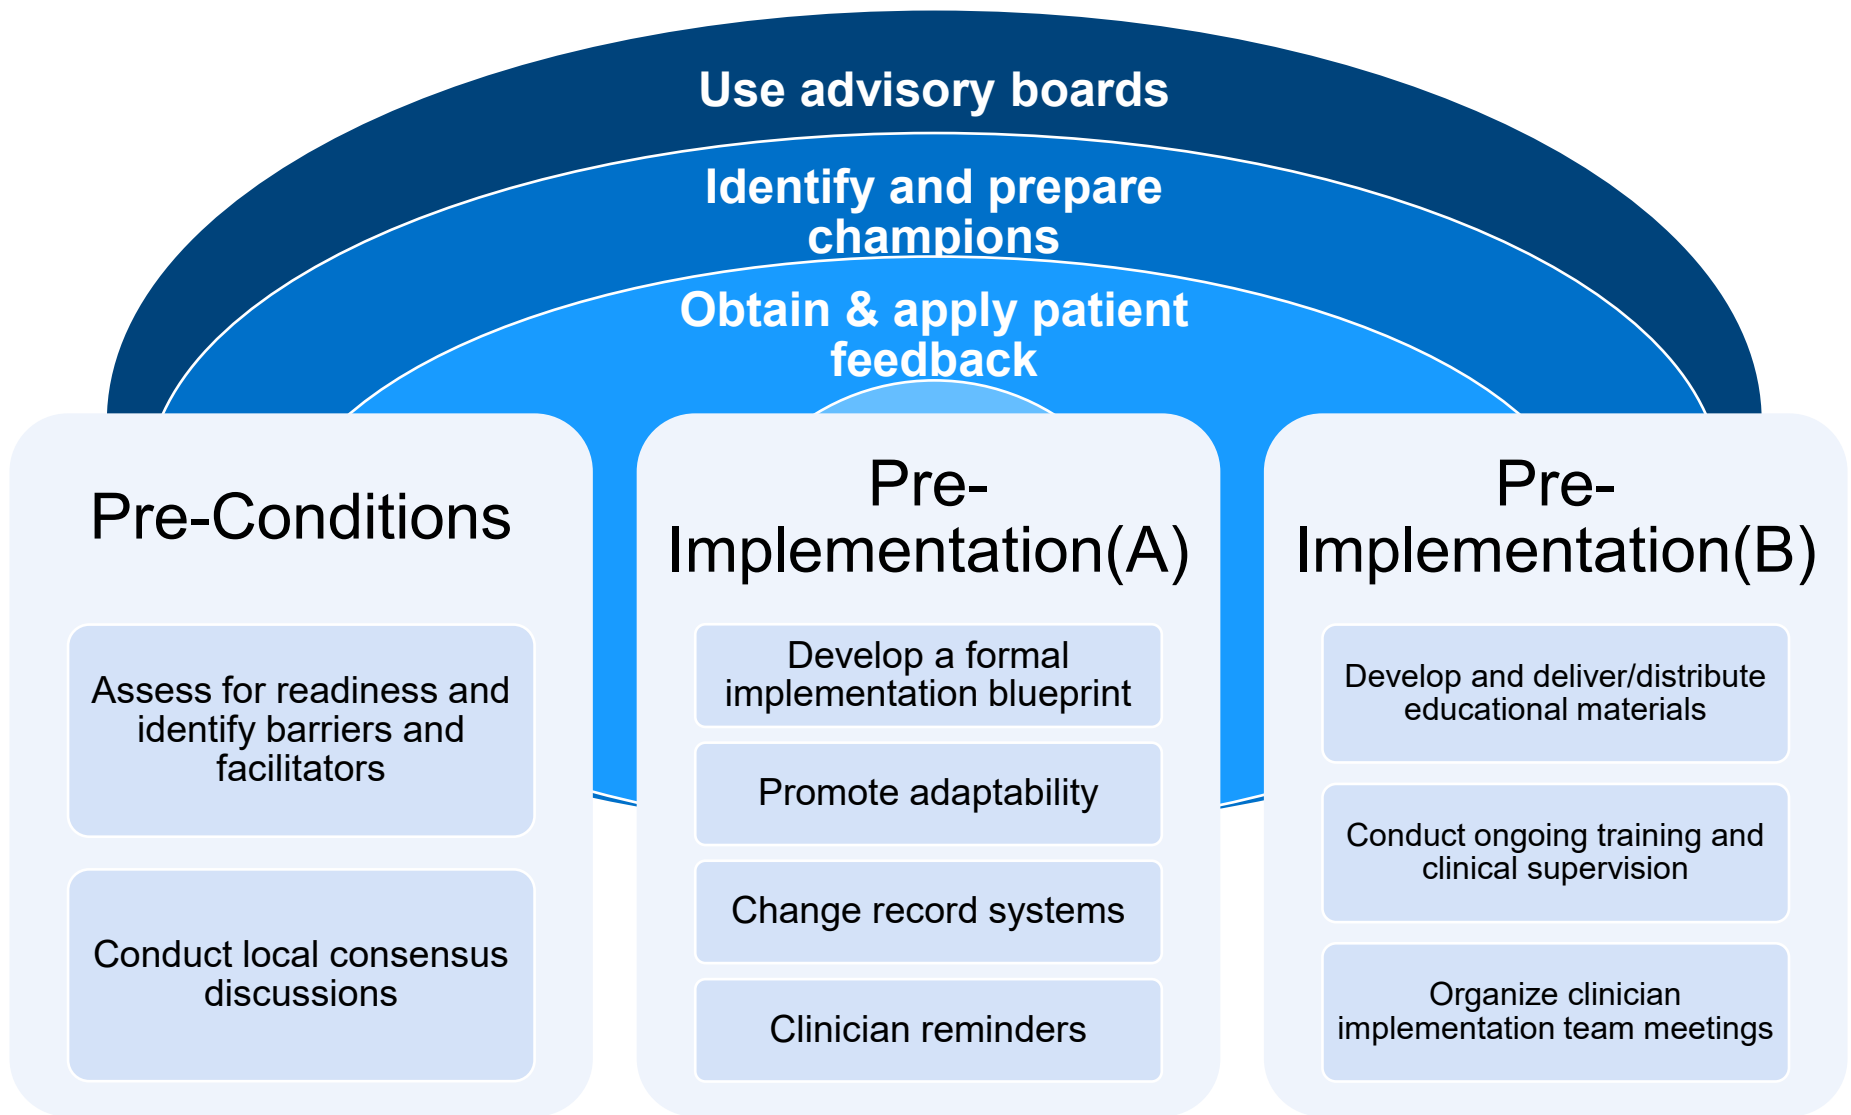 Use advisory boards
Identify and prepare
champions
Obtain & apply patient
feedback
Pre-Conditions
Assess for readiness and
identify barriers and
facilitators
Conduct local consensus
discussions
Pre-
Implementation(A)
Develop a formal
implementation blueprint
Promote adaptability
Change record systems
Clinician reminders
Pre-
Implementation(B)
Develop and deliver/distribute
educational materials
Conduct ongoing training and
clinical supervision
Organize clinician
implementation team meetings